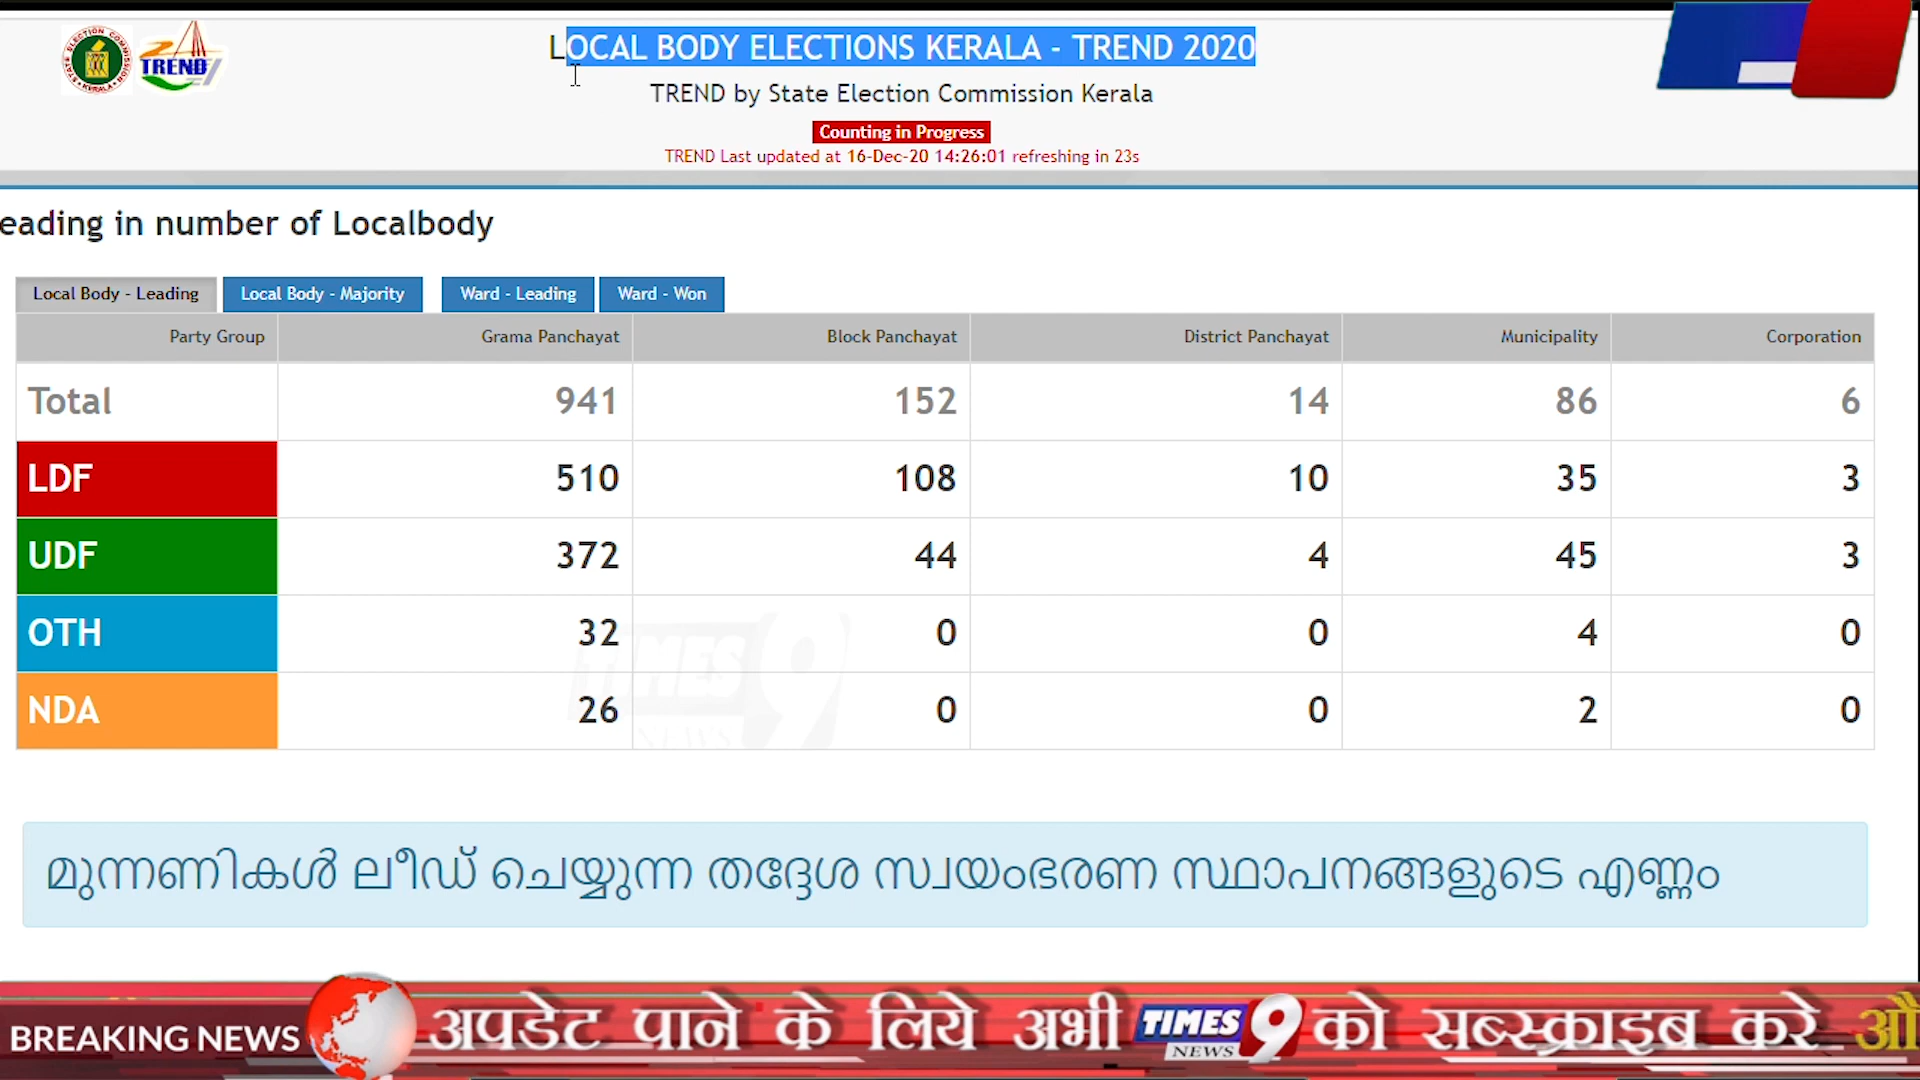 LOCAL BODY ELECTIONS KERALA - TREND 2020
TREND
TREND by State Election Commission Kerala
Counting in Progress
TREND Last updated at 16-Dec-20 14:26:01 refreshing in 23s
eading in number of Localbody
Local Body - Leading Local Body - Majority Ward - Leading Ward - Won
Party Group Grama Panchayat Block Panchayat District Panchayat Municipality Corporation
Total 941 152 14 86 6
LDF 510 108 10 35 3
UDF 372 44 4 45 3
OTH 32 0 0 4 0
NDA 26 0 0 2 0
TIMES 9 NEWS
മുന്നണികൾ ലീഡ് ചെയ്യുന്ന തദ്ദേശ സ്വയംഭരണ സ്ഥാപനങ്ങളുടെ എണ്ണം
BREAKING NEWS अपडेट पाने के लिये अभी TIMES 9 NEWS को सब्स्क्राइब करे औ